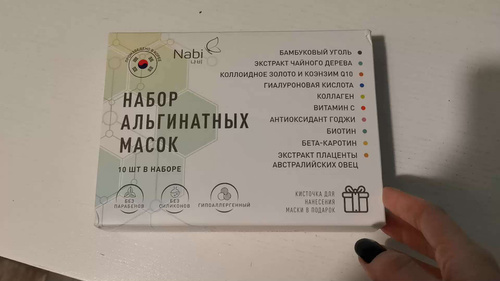 Nabi
НАБОР
АЛЬГИНАТНЫХ
МАСОК
10 ШТ В НАБОРЕ
БЕЗ
ПАРАБЕНОВ
БЕЗ
СИЛИКОНОВ
ГИПОАЛЛЕРГЕННЫЙ
БАМБУКОВЫЙ УГОЛЬ
ЭКСТРАКТ ЧАЙНОГО ДЕРЕВА
КОЛЛОИДНОЕ ЗОЛОТО И КОЭНЗИМ Q10
ГИАЛУРОНОВАЯ КИСЛОТА
КОЛЛАГЕН
ВИТАМИН С
АНТИОКСИДАНТ ГОДЖИ
БИОТИН
БЕТА-КАРОТИН
ЭКСТРАКТ ПЛАЦЕНТЫ
АВСТРАЛИЙСКИХ ОВЕЦ
КИСТОЧКА ДЛЯ
НАНЕСЕНИЯ
МАСКИ В ПОДАРОК